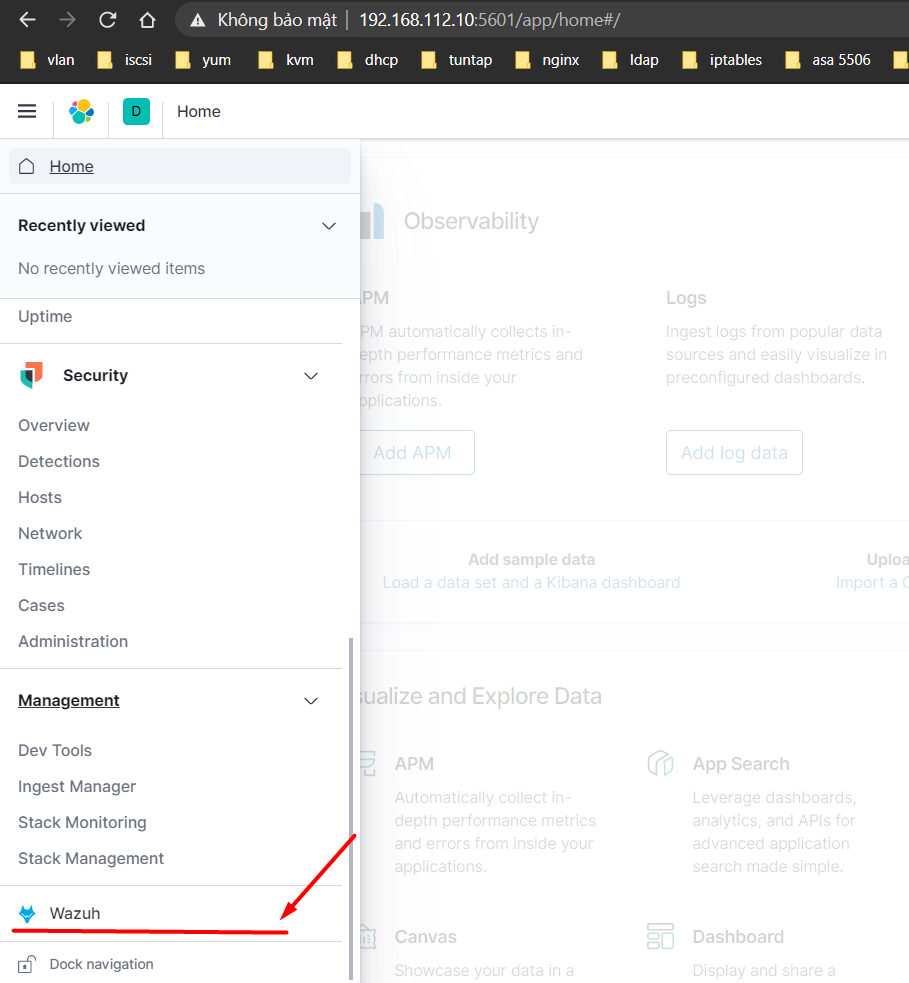 Không bảo mật 192.168.112.10:5601/app/home#/
vlan iscsi yum kvm dhcp tuntap nginx ldap iptables asa 5506
D Home
Home
Recently viewed
No recently viewed items
Uptime
Security
Overview
Detections
Hosts
Network
Timelines
Cases
Administration
Management
Dev Tools
Ingest Manager
Stack Monitoring
Stack Management
Wazuh
Dock navigation
Observability
PM
PM automatically collects in-
epth performance metrics and
rrors from inside your
pplications.
Add APM
Logs
Ingest logs from popular data
sources and easily visualize in
preconfigured dashboards.
Add log data
Add sample data
Load a data set and a Kibana dashboard
Uploa
Import a C
sualize and Explore Data
APM
Automatically collect in-
depth performance metrics
and errors from inside your
applications.
App Search
Leverage dashboards,
analytics, and APIs for
advanced application
search made simple.
Canvas
Showcase your data in a
Dashboard
Display and share a